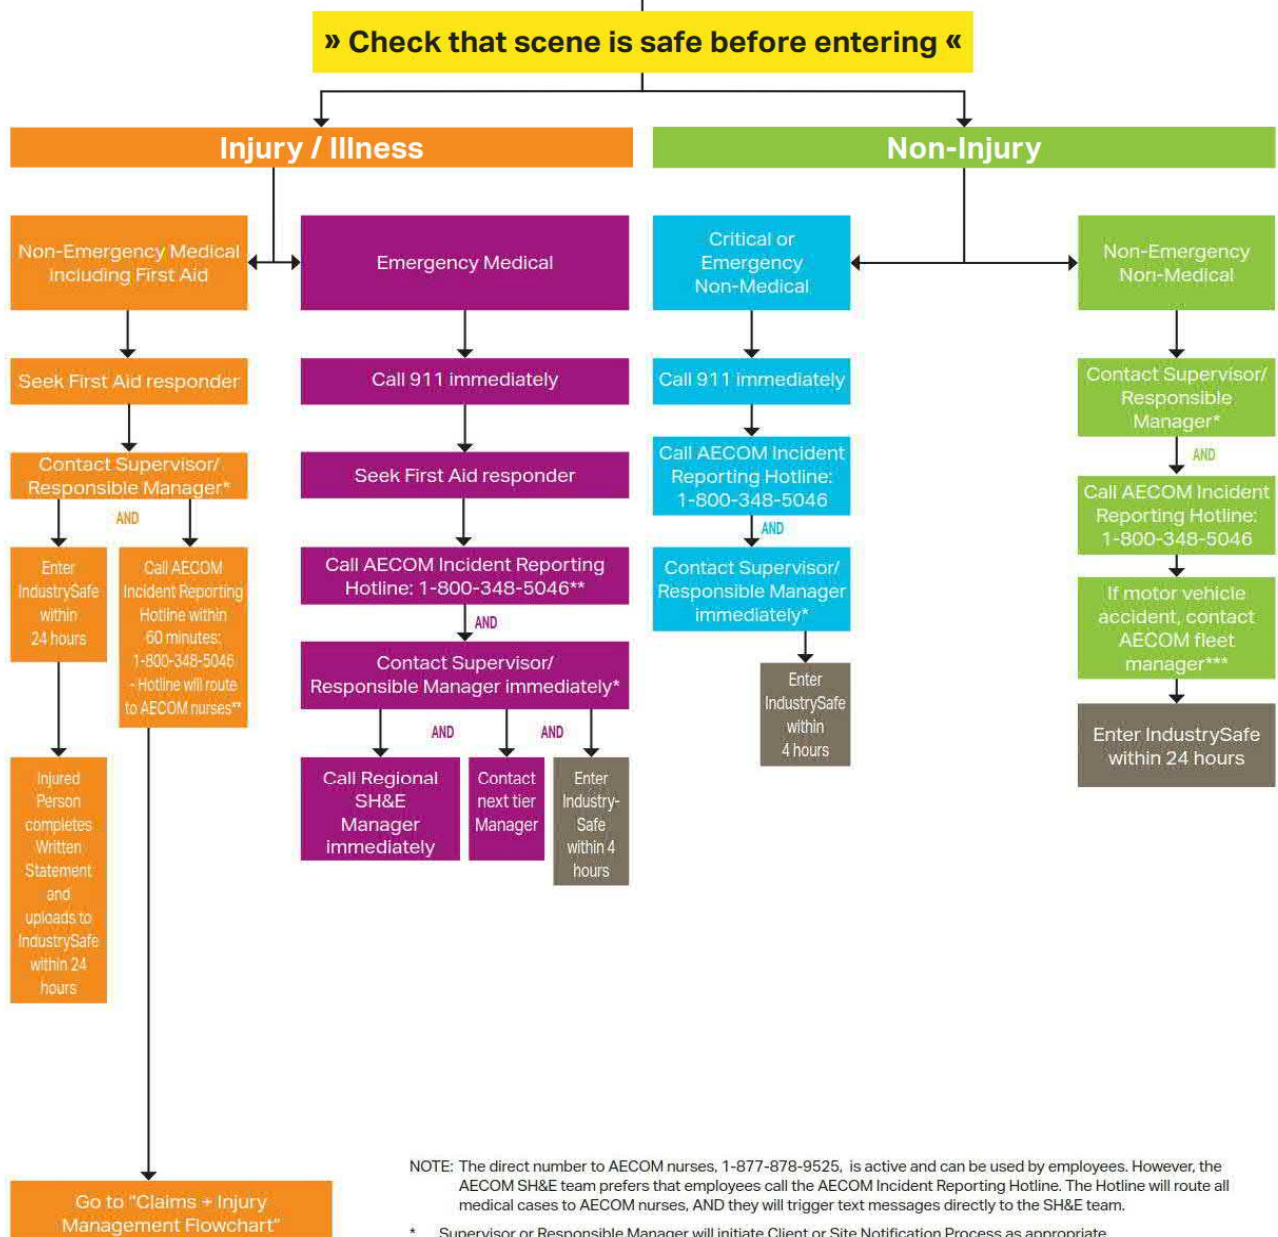 » Check that scene is safe before entering «
Injury / Illness
Non-Injury
Non-Emergency Medical
including First Aid
Emergency Medical
Critical or
Emergency
Non-Medical
Non-Emergency
Non-Medical
Seek First Aid responder
Call 911 immediately
Call 911 immediately
Contact Supervisor/
Responsible
Manager*
Contact Supervisor/
Responsible Manager*
Seek First Aid responder
Call AECOM Incident
Reporting Hotline:
1-800-348-5046
AND
Call AECOM Incident
Reporting Hotline:
1-800-348-5046
AND
Enter
IndustrySafe
within
24 hours
Call AECOM
Incident Reporting
Hotline within
60 minutes:
1-800-348-5046
- Hotline will route
to AECOM nurses**
Call AECOM Incident Reporting
Hotline: 1-800-348-5046**
AND
Contact Supervisor/
Responsible Manager immediately*
AND
Contact Supervisor/
Responsible Manager
immediately*
If motor vehicle
accident, contact
AECOM fleet
manager***
Enter
IndustrySafe
within
4 hours
Enter IndustrySafe
within 24 hours
AND
AND
Injured
Person
completes
Written
Statement
and
uploads to
IndustrySafe
within 24
hours
Call Regional
SH&E
Manager
immediately
Contact
next tier
Manager
Enter
Industry-
Safe
within 4
hours
Go to "Claims + Injury
Management Flowchart"
NOTE: The direct number to AECOM nurses, 1-877-878-9525, is active and can be used by employees. However, the
AECOM SH&E team prefers that employees call the AECOM Incident Reporting Hotline. The Hotline will route all
medical cases to AECOM nurses, AND they will trigger text messages directly to the SH&E team.
* Supervisor or Responsible Manager will initiate Client or Site Notification Process as appropriate